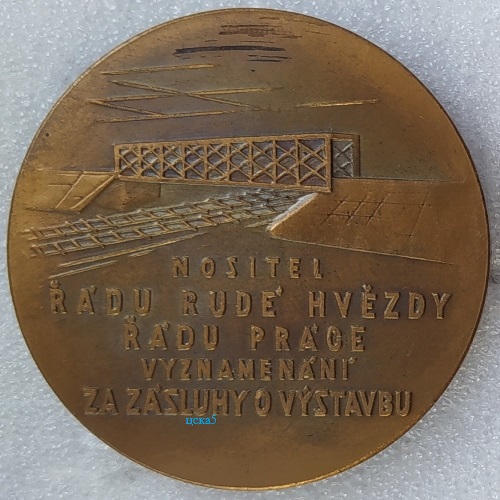 NOSITEL
ŘÁDU RUDÉ HVĚZDY
ŘÁDU PRÁCE
VYZNAMENÁNÍ
ZA ZÁSLUHY O VÝSTAVBU
цска5